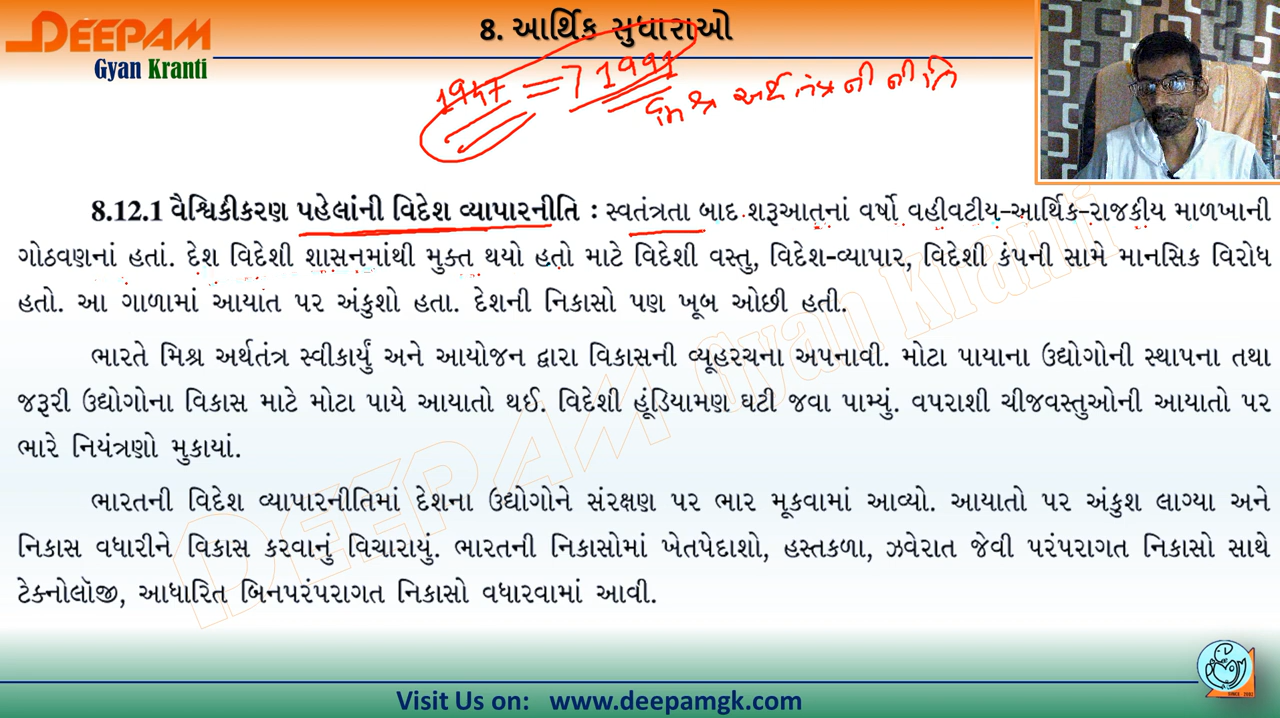 DEEPAM
Gyan Kranti
8. આર્થિક સુધારાઓ
1947 = 7 1991
મિશ્ર અર્થતંત્રની નીતિ
8.12.1 વૈશ્વિકીકરણ પહેલાંની વિદેશ વ્યાપારનીતિ : સ્વતંત્રતા બાદ શરૂઆતનાં વર્ષો વહીવટીય-આર્થિક-રાજકીય માળખાની
ગોઠવણનાં હતાં. દેશ વિદેશી શાસનમાંથી મુક્ત થયો હતો માટે વિદેશી વસ્તુ, વિદેશ-વ્યાપાર, વિદેશી કંપની સામે માનસિક વિરોધ
હતો. આ ગાળામાં આયાત પર અંકુશો હતા. દેશની નિકાસો પણ ખૂબ ઓછી હતી.
ભારતે મિશ્ર અર્થતંત્ર સ્વીકાર્યું અને આયોજન દ્વારા વિકાસની વ્યૂહરચના અપનાવી. મોટા પાયાના ઉદ્યોગોની સ્થાપના તથા
જરૂરી ઉદ્યોગોના વિકાસ માટે મોટા પાયે આયાતો થઈ. વિદેશી હૂંડિયામણ ઘટી જવા પામ્યું. વપરાશી ચીજવસ્તુઓની આયાતો પર
ભારે નિયંત્રણો મુકાયાં.
ભારતની વિદેશ વ્યાપારનીતિમાં દેશના ઉદ્યોગોને સંરક્ષણ પર ભાર મૂકવામાં આવ્યો. આયાતો પર અંકુશ લાગ્યા અને
નિકાસ વધારીને વિકાસ કરવાનું વિચારાયું. ભારતની નિકાસોમાં ખેતપેદાશો, હસ્તકળા, ઝવેરાત જેવી પરંપરાગત નિકાસો સાથે
ટેક્નોલૉજી, આધારિત બિનપરંપરાગત નિકાસો વધારવામાં આવી.
DEEPAM Gyan Kranti
Visit Us on: www.deepamgk.com